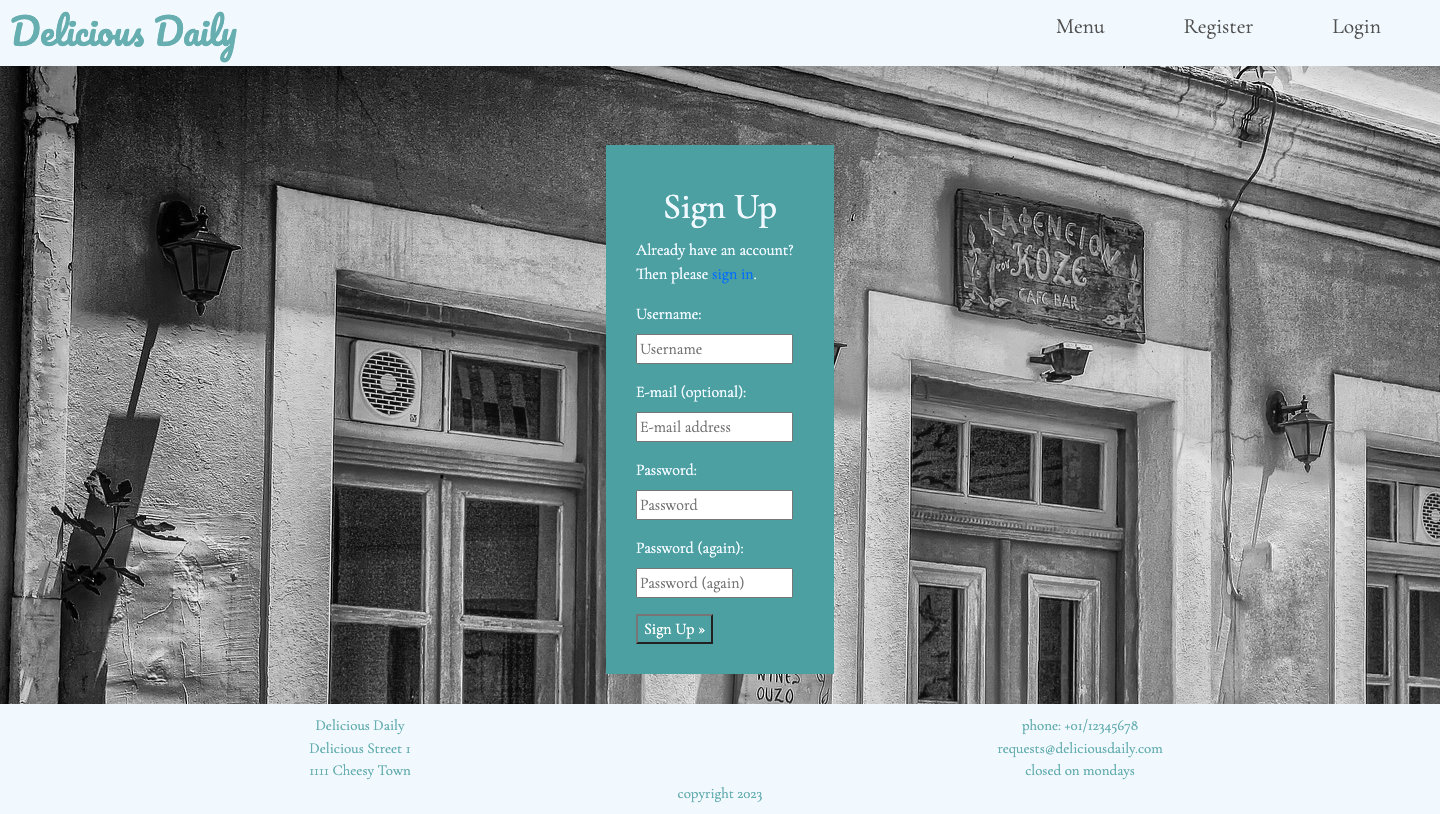 Delicious Daily
Menu
Register
Login
Sign Up
Already have an account?
Then please sign in.
Username:
Username
E-mail (optional):
E-mail address
Password:
Password
Password (again):
Password (again)
Sign Up »
ΚΑΦΕΝΕΙΟΝ
ΤΟΥ ΚΟΖΕ
CAFE BAR
WINES
OUZO
Delicious Daily
Delicious Street 1
1111 Cheesy Town
phone: +01/12345678
requests@deliciousdaily.com
closed on mondays
copyright 2023